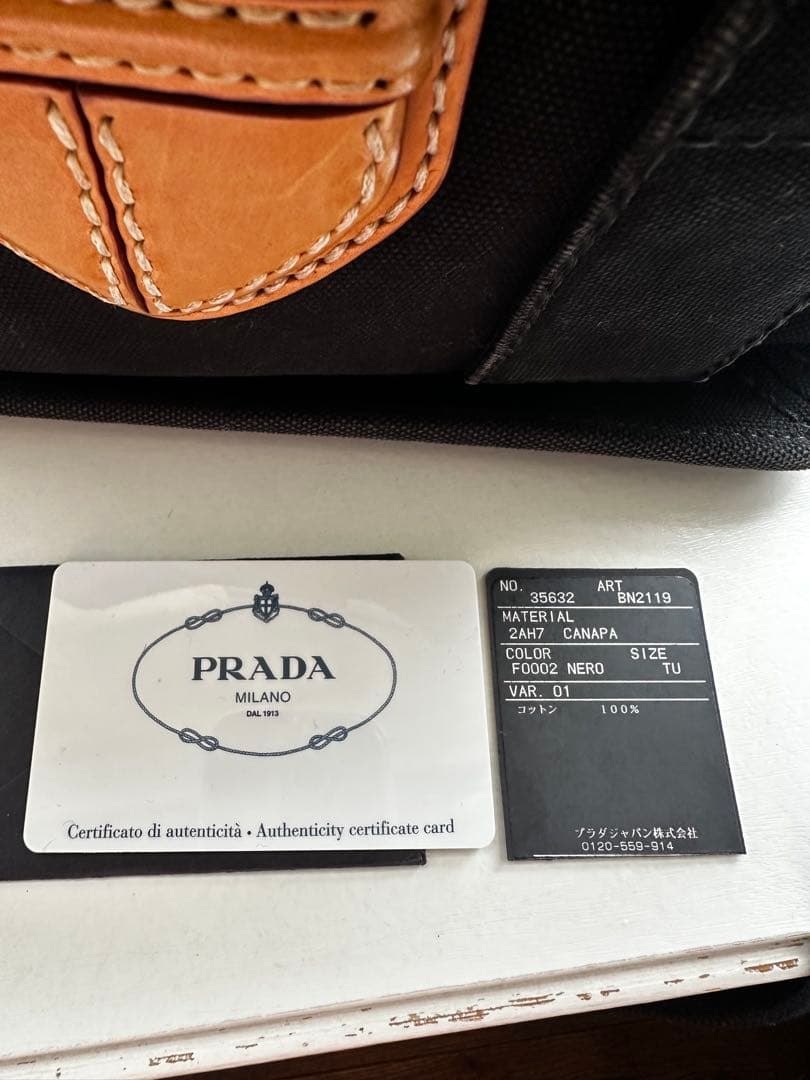 PRADA
MILANO
DAL 1913
Certificato di autenticità • Authenticity certificate card
NO. ART
35632 BN2119
MATERIAL
2AH7 CANAPA
COLOR SIZE
F0002 NERO TU
VAR. 01
コットン 100%
プラダジャパン株式会社
0120-559-914